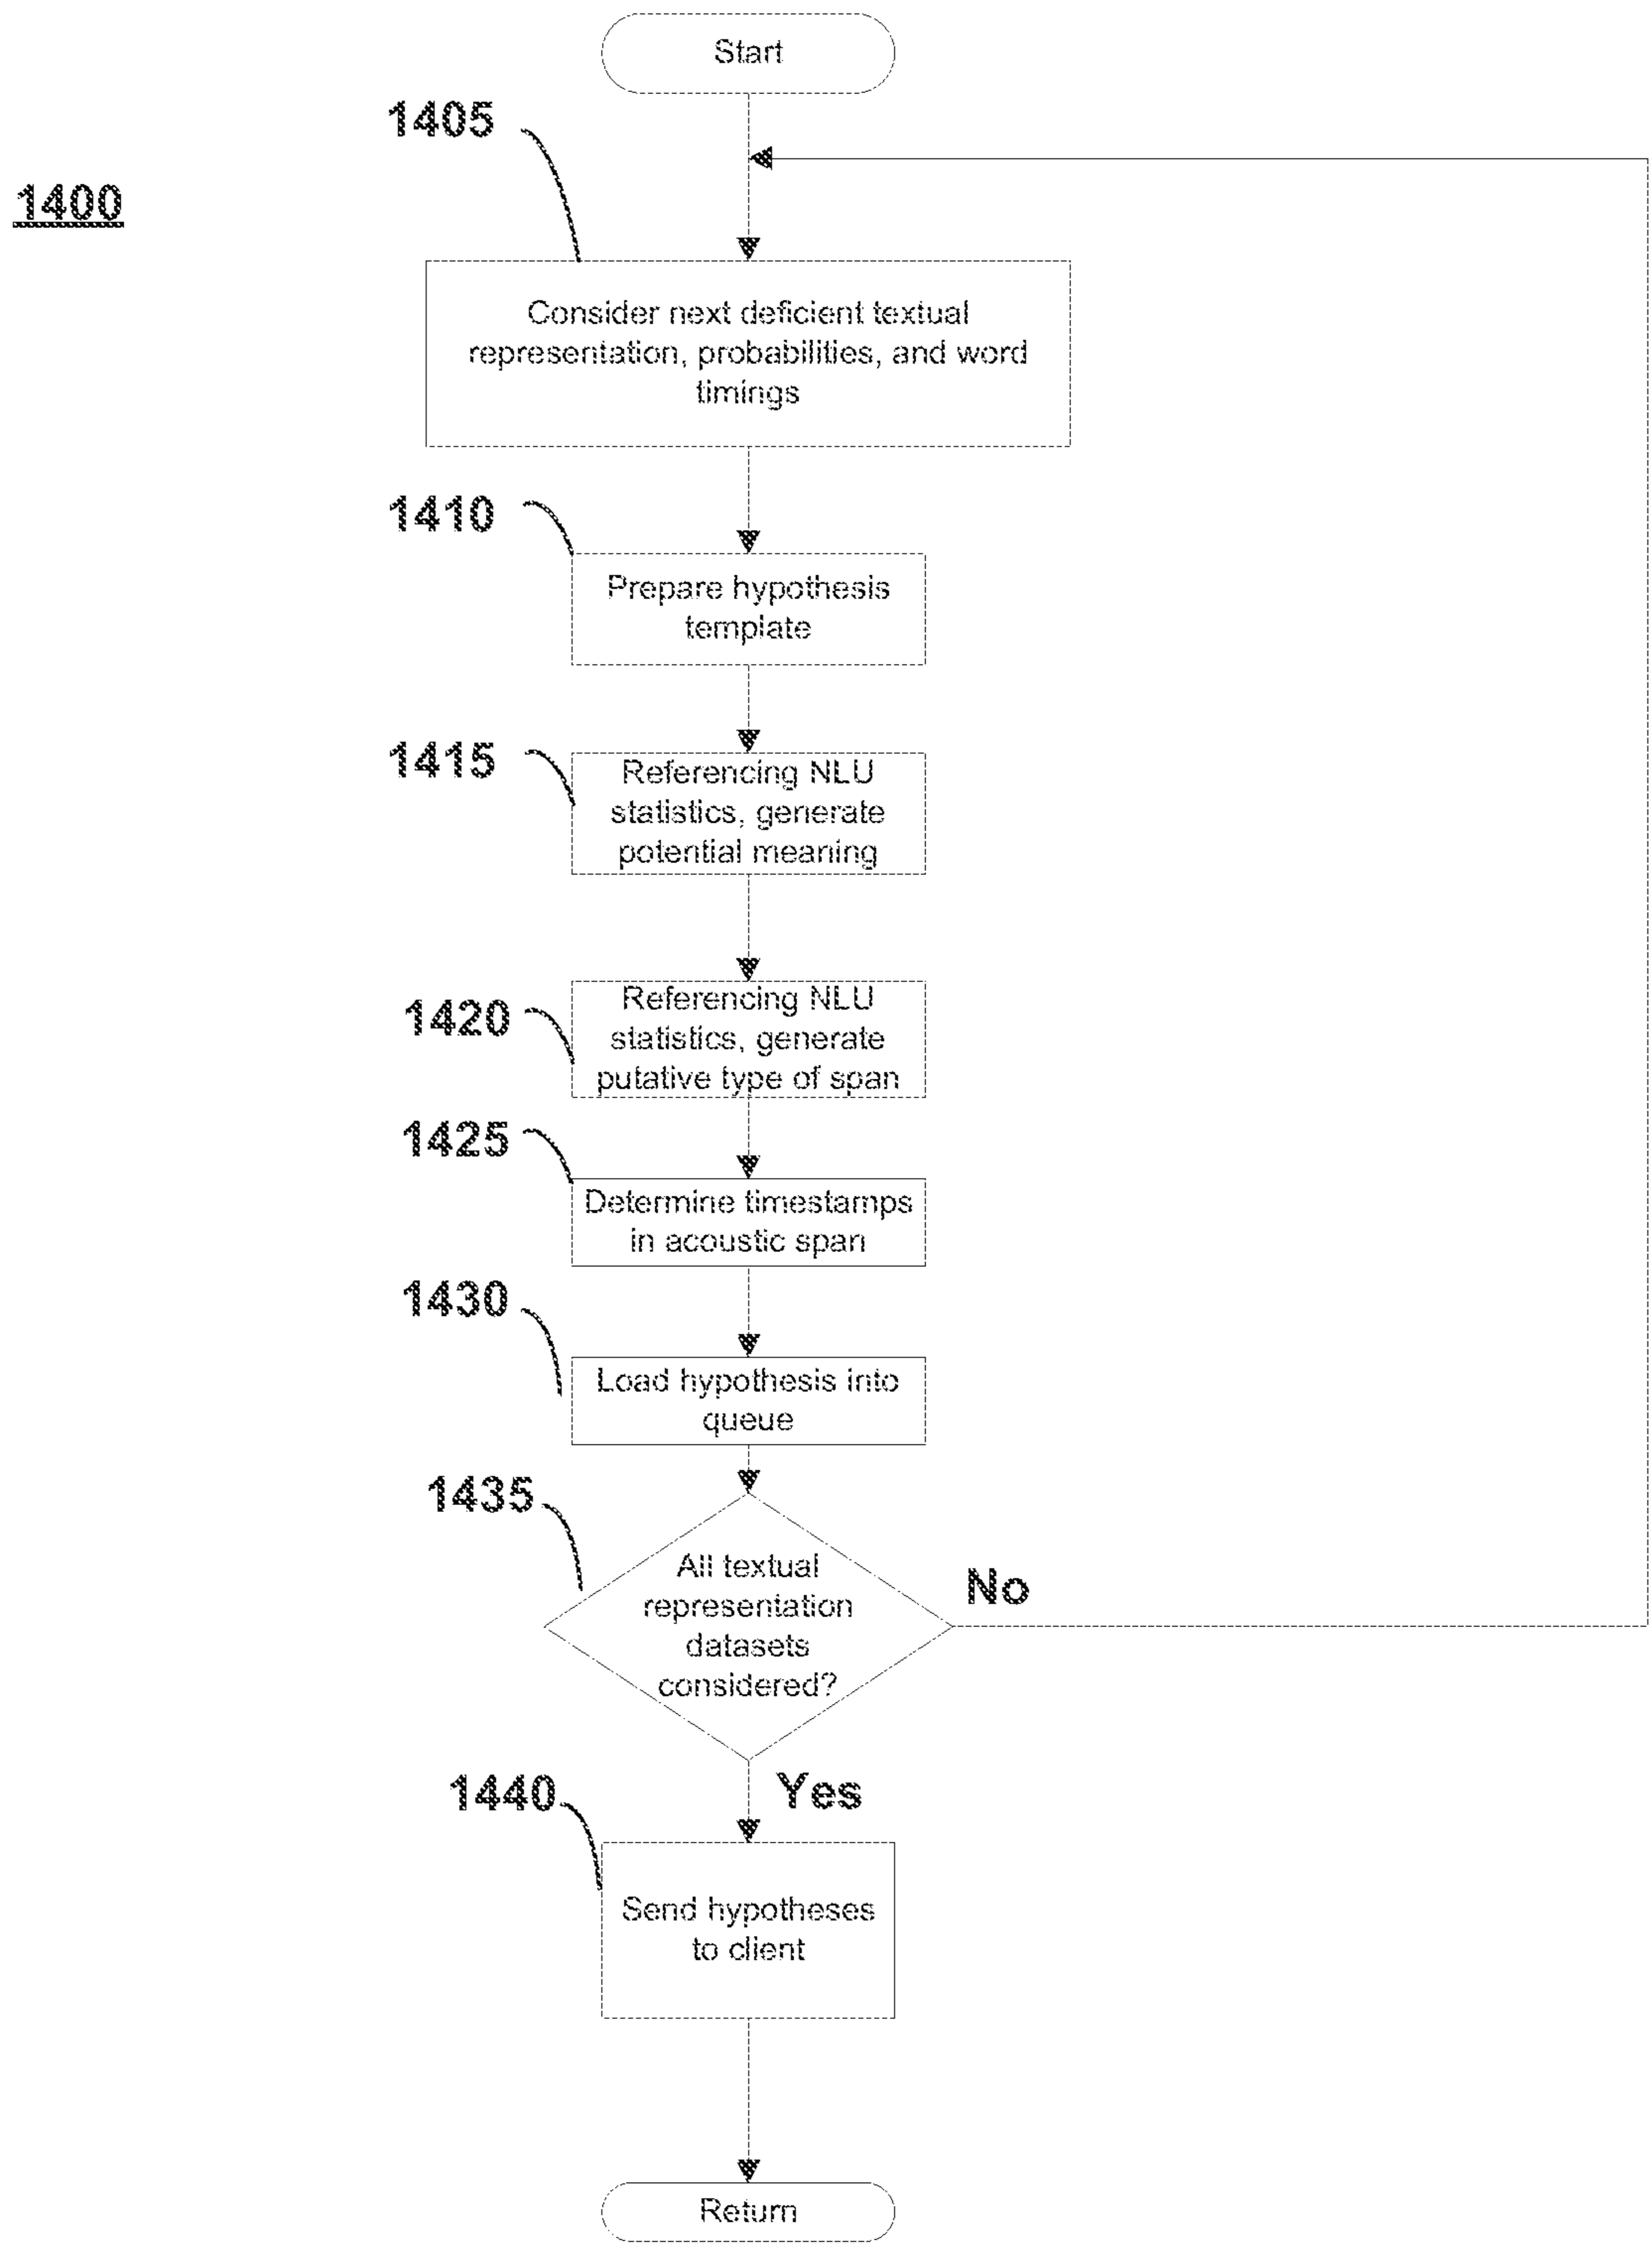 Start
1405
1400
Consider next deficient textual
representation, probabilities, and word
timings
1410
Prepare hypothesis
template
1415
Referencing NLU
statistics, generate
potential meaning
1420
Referencing NLU
statistics, generate
putative type of span
1425
Determine timestamps
in acoustic span
1430
Load hypothesis into
queue
1435
All textual
representation
datasets
considered?
No
Yes
1440
Send hypotheses
to client
Return